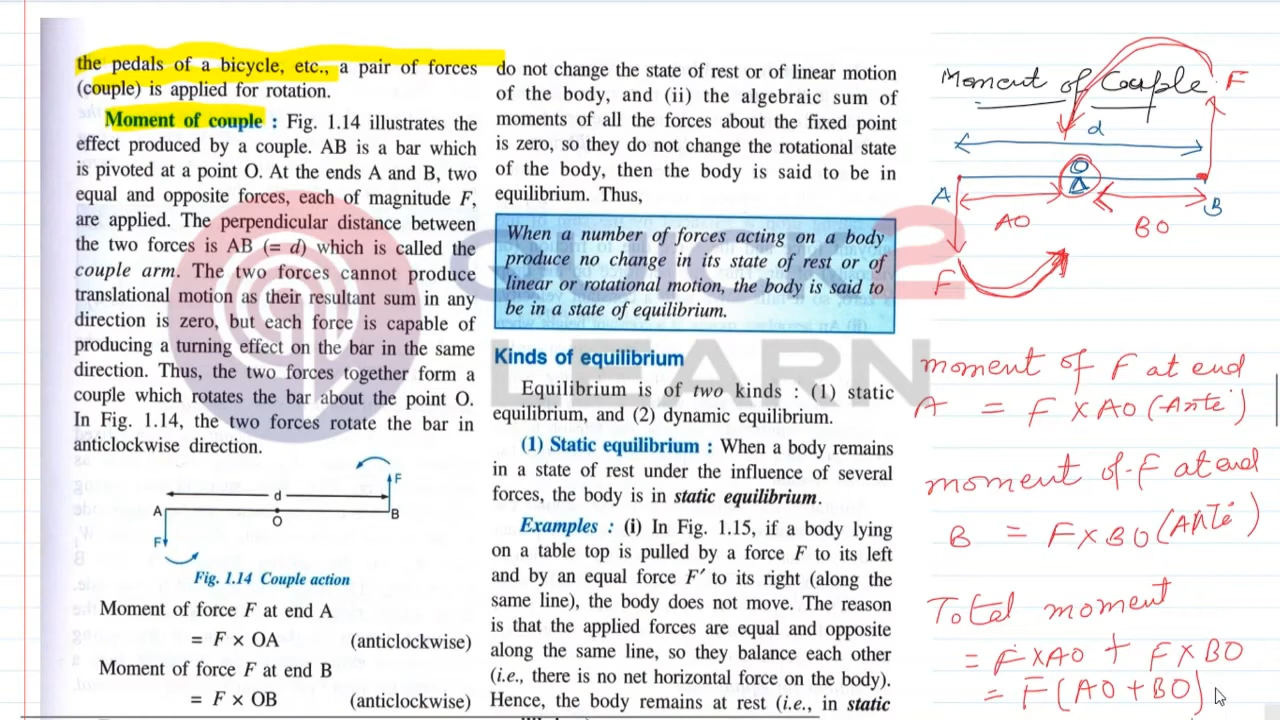 the pedals of a bicycle, etc., a pair of forces
(couple) is applied for rotation.
Moment of couple : Fig. 1.14 illustrates the
effect produced by a couple. AB is a bar which
is pivoted at a point O. At the ends A and B, two
equal and opposite forces, each of magnitude F,
are applied. The perpendicular distance between
the two forces is AB (= d) which is called the
couple arm. The two forces cannot produce
translational motion as their resultant sum in any
direction is zero, but each force is capable of
producing a turning effect on the bar in the same
direction. Thus, the two forces together form a
couple which rotates the bar about the point O.
In Fig. 1.14, the two forces rotate the bar in
anticlockwise direction.
F
d
A
O
B
F
Fig. 1.14 Couple action
Moment of force F at end A
= F × OA (anticlockwise)
Moment of force F at end B
= F × OB (anticlockwise)
do not change the state of rest or of linear motion
of the body, and (ii) the algebraic sum of
moments of all the forces about the fixed point
is zero, so they do not change the rotational state
of the body, then the body is said to be in
equilibrium. Thus,
When a number of forces acting on a body
produce no change in its state of rest or of
linear or rotational motion, the body is said to
be in a state of equilibrium.
Kinds of equilibrium
Equilibrium is of two kinds : (1) static
equilibrium, and (2) dynamic equilibrium.
(1) Static equilibrium : When a body remains
in a state of rest under the influence of several
forces, the body is in static equilibrium.
Examples : (i) In Fig. 1.15, if a body lying
on a table top is pulled by a force F to its left
and by an equal force F′ to its right (along the
same line), the body does not move. The reason
is that the applied forces are equal and opposite
along the same line, so they balance each other
(i.e., there is no net horizontal force on the body).
Hence, the body remains at rest (i.e., in static
QUICK2
LEARN
Moment of Couple
F
d
O
A
B
AO
BO
F
moment of F at end
A = F × AO (Ante)
moment of F at end
B = F × BO (Ante)
Total moment
= F × AO + F × BO
= F (AO + BO)